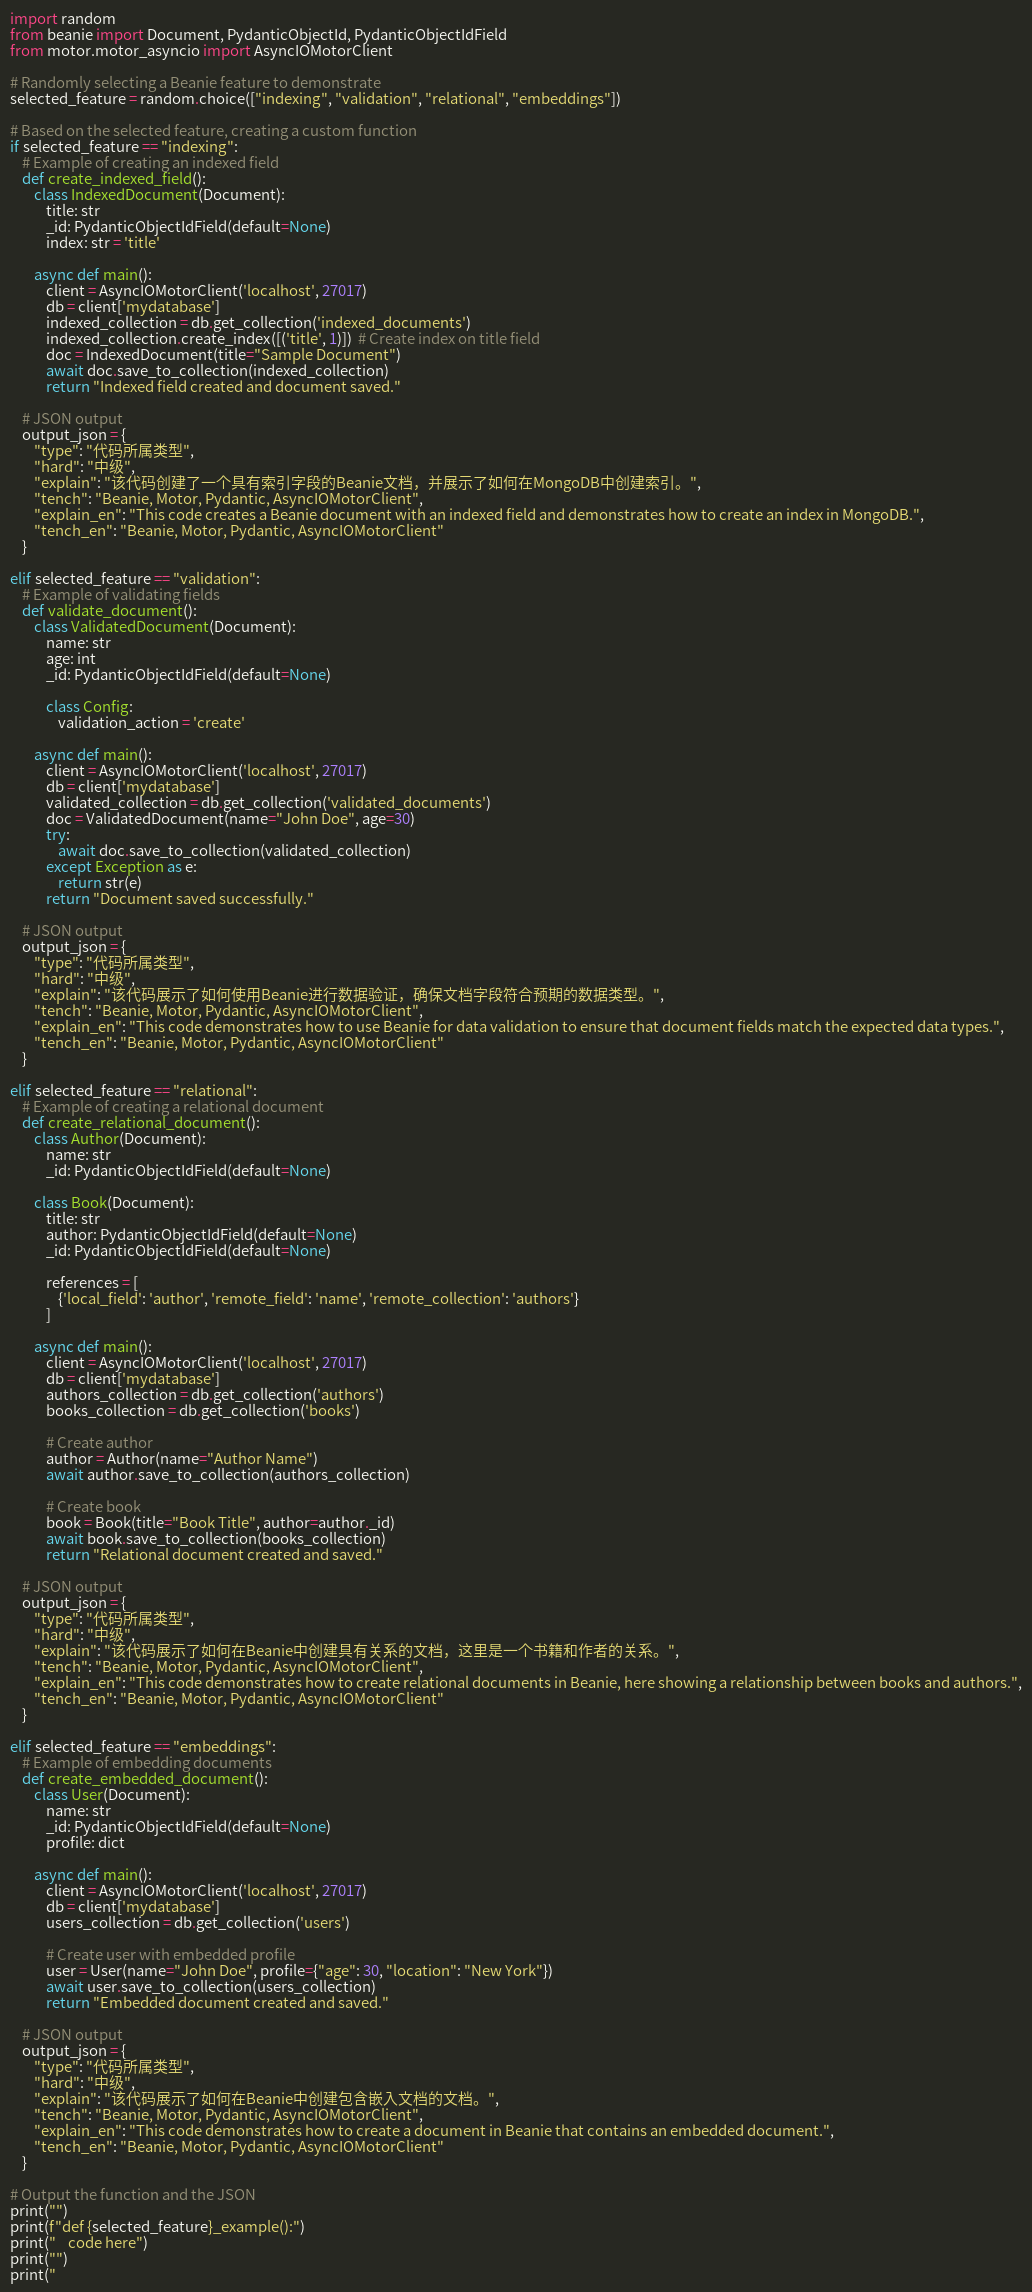 import random
from beanie import Document, PydanticObjectId, PydanticObjectIdField
from motor.motor_asyncio import AsyncIOMotorClient

# Randomly selecting a Beanie feature to demonstrate
selected_feature = random.choice(["indexing", "validation", "relational", "embeddings"])

# Based on the selected feature, creating a custom function
if selected_feature == "indexing":
    # Example of creating an indexed field
    def create_indexed_field():
        class IndexedDocument(Document):
            title: str
            _id: PydanticObjectIdField(default=None)
            index: str = 'title'

        async def main():
            client = AsyncIOMotorClient('localhost', 27017)
            db = client['mydatabase']
            indexed_collection = db.get_collection('indexed_documents')
            indexed_collection.create_index([('title', 1)])  # Create index on title field
            doc = IndexedDocument(title="Sample Document")
            await doc.save_to_collection(indexed_collection)
            return "Indexed field created and document saved."

    # JSON output
    output_json = {
        "type": "代码所属类型",
        "hard": "中级",
        "explain": "该代码创建了一个具有索引字段的Beanie文档，并展示了如何在MongoDB中创建索引。",
        "tench": "Beanie, Motor, Pydantic, AsyncIOMotorClient",
        "explain_en": "This code creates a Beanie document with an indexed field and demonstrates how to create an index in MongoDB.",
        "tench_en": "Beanie, Motor, Pydantic, AsyncIOMotorClient"
    }

elif selected_feature == "validation":
    # Example of validating fields
    def validate_document():
        class ValidatedDocument(Document):
            name: str
            age: int
            _id: PydanticObjectIdField(default=None)

            class Config:
                validation_action = 'create'

        async def main():
            client = AsyncIOMotorClient('localhost', 27017)
            db = client['mydatabase']
            validated_collection = db.get_collection('validated_documents')
            doc = ValidatedDocument(name="John Doe", age=30)
            try:
                await doc.save_to_collection(validated_collection)
            except Exception as e:
                return str(e)
            return "Document saved successfully."

    # JSON output
    output_json = {
        "type": "代码所属类型",
        "hard": "中级",
        "explain": "该代码展示了如何使用Beanie进行数据验证，确保文档字段符合预期的数据类型。",
        "tench": "Beanie, Motor, Pydantic, AsyncIOMotorClient",
        "explain_en": "This code demonstrates how to use Beanie for data validation to ensure that document fields match the expected data types.",
        "tench_en": "Beanie, Motor, Pydantic, AsyncIOMotorClient"
    }

elif selected_feature == "relational":
    # Example of creating a relational document
    def create_relational_document():
        class Author(Document):
            name: str
            _id: PydanticObjectIdField(default=None)

        class Book(Document):
            title: str
            author: PydanticObjectIdField(default=None)
            _id: PydanticObjectIdField(default=None)

            references = [
                {'local_field': 'author', 'remote_field': 'name', 'remote_collection': 'authors'}
            ]

        async def main():
            client = AsyncIOMotorClient('localhost', 27017)
            db = client['mydatabase']
            authors_collection = db.get_collection('authors')
            books_collection = db.get_collection('books')

            # Create author
            author = Author(name="Author Name")
            await author.save_to_collection(authors_collection)

            # Create book
            book = Book(title="Book Title", author=author._id)
            await book.save_to_collection(books_collection)
            return "Relational document created and saved."

    # JSON output
    output_json = {
        "type": "代码所属类型",
        "hard": "中级",
        "explain": "该代码展示了如何在Beanie中创建具有关系的文档，这里是一个书籍和作者的关系。",
        "tench": "Beanie, Motor, Pydantic, AsyncIOMotorClient",
        "explain_en": "This code demonstrates how to create relational documents in Beanie, here showing a relationship between books and authors.",
        "tench_en": "Beanie, Motor, Pydantic, AsyncIOMotorClient"
    }

elif selected_feature == "embeddings":
    # Example of embedding documents
    def create_embedded_document():
        class User(Document):
            name: str
            _id: PydanticObjectIdField(default=None)
            profile: dict

        async def main():
            client = AsyncIOMotorClient('localhost', 27017)
            db = client['mydatabase']
            users_collection = db.get_collection('users')

            # Create user with embedded profile
            user = User(name="John Doe", profile={"age": 30, "location": "New York"})
            await user.save_to_collection(users_collection)
            return "Embedded document created and saved."

    # JSON output
    output_json = {
        "type": "代码所属类型",
        "hard": "中级",
        "explain": "该代码展示了如何在Beanie中创建包含嵌入文档的文档。",
        "tench": "Beanie, Motor, Pydantic, AsyncIOMotorClient",
        "explain_en": "This code demonstrates how to create a document in Beanie that contains an embedded document.",
        "tench_en": "Beanie, Motor, Pydantic, AsyncIOMotorClient"
    }

# Output the function and the JSON
print("")
print(f"def {selected_feature}_example():")
print("    code here")
print("")
print("